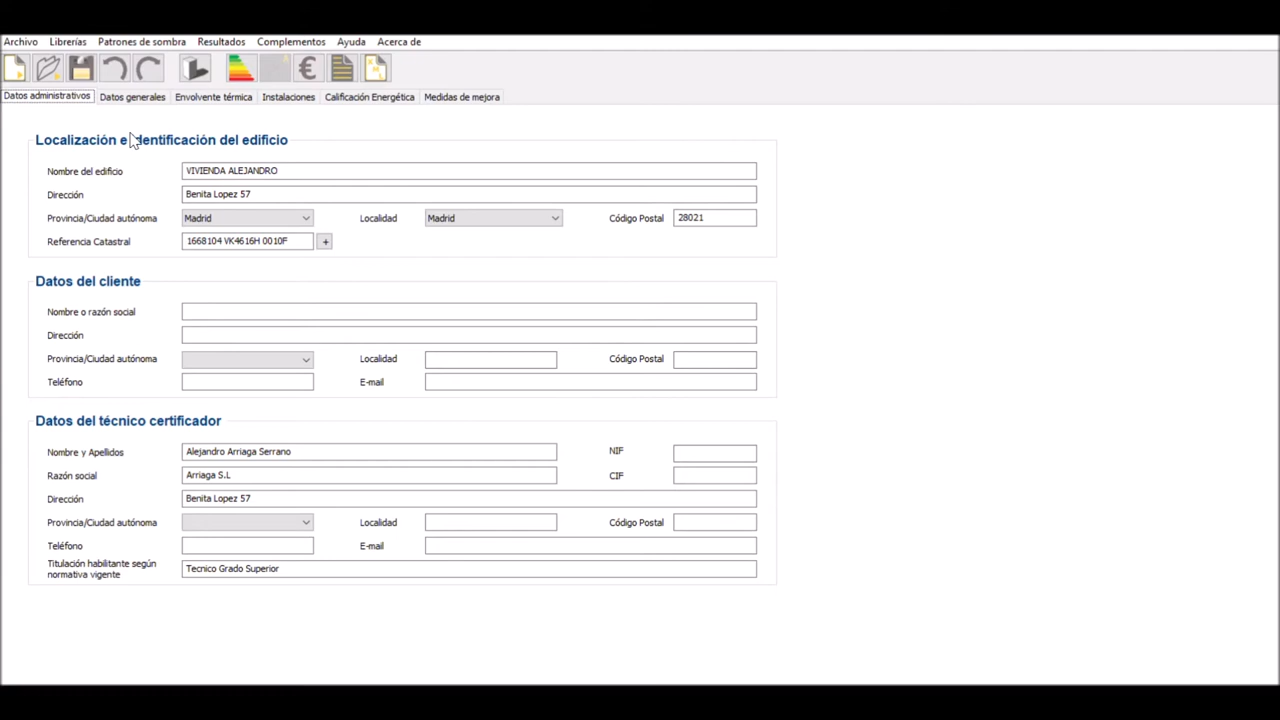 Archivo Librerías Patrones de sombra Resultados Complementos Ayuda Acerca de
Datos administrativos Datos generales Envolvente térmica Instalaciones Calificación Energética Medidas de mejora
Localización e identificación del edificio
Nombre del edificio VIVIENDA ALEJANDRO
Dirección Benita Lopez 57
Provincia/Ciudad autónoma Madrid Localidad Madrid Código Postal 28021
Referencia Catastral 1668104 VK4616H 0010F +
Datos del cliente
Nombre o razón social
Dirección
Provincia/Ciudad autónoma Localidad Código Postal
Teléfono E-mail
Datos del técnico certificador
Nombre y Apellidos Alejandro Arriaga Serrano NIF
Razón social Arriaga S.L CIF
Dirección Benita Lopez 57
Provincia/Ciudad autónoma Localidad Código Postal
Teléfono E-mail
Titulación habilitante según
normativa vigente Tecnico Grado Superior